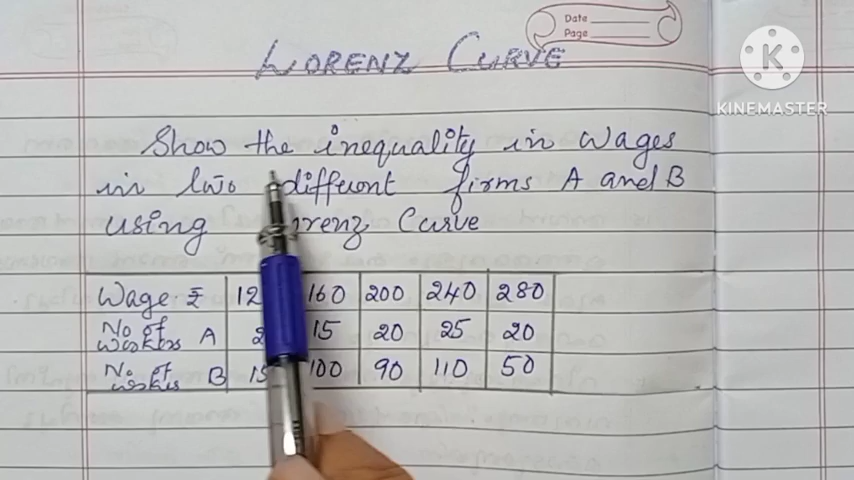 Date
Page
LORENZ CURVE
KINEMASTER
Show the inequality in wages
in two different firms A and B
using Curve
Wage ₹ 160 200 240 280
No of workers A 15 20 25 20
No of workers B 100 90 110 50